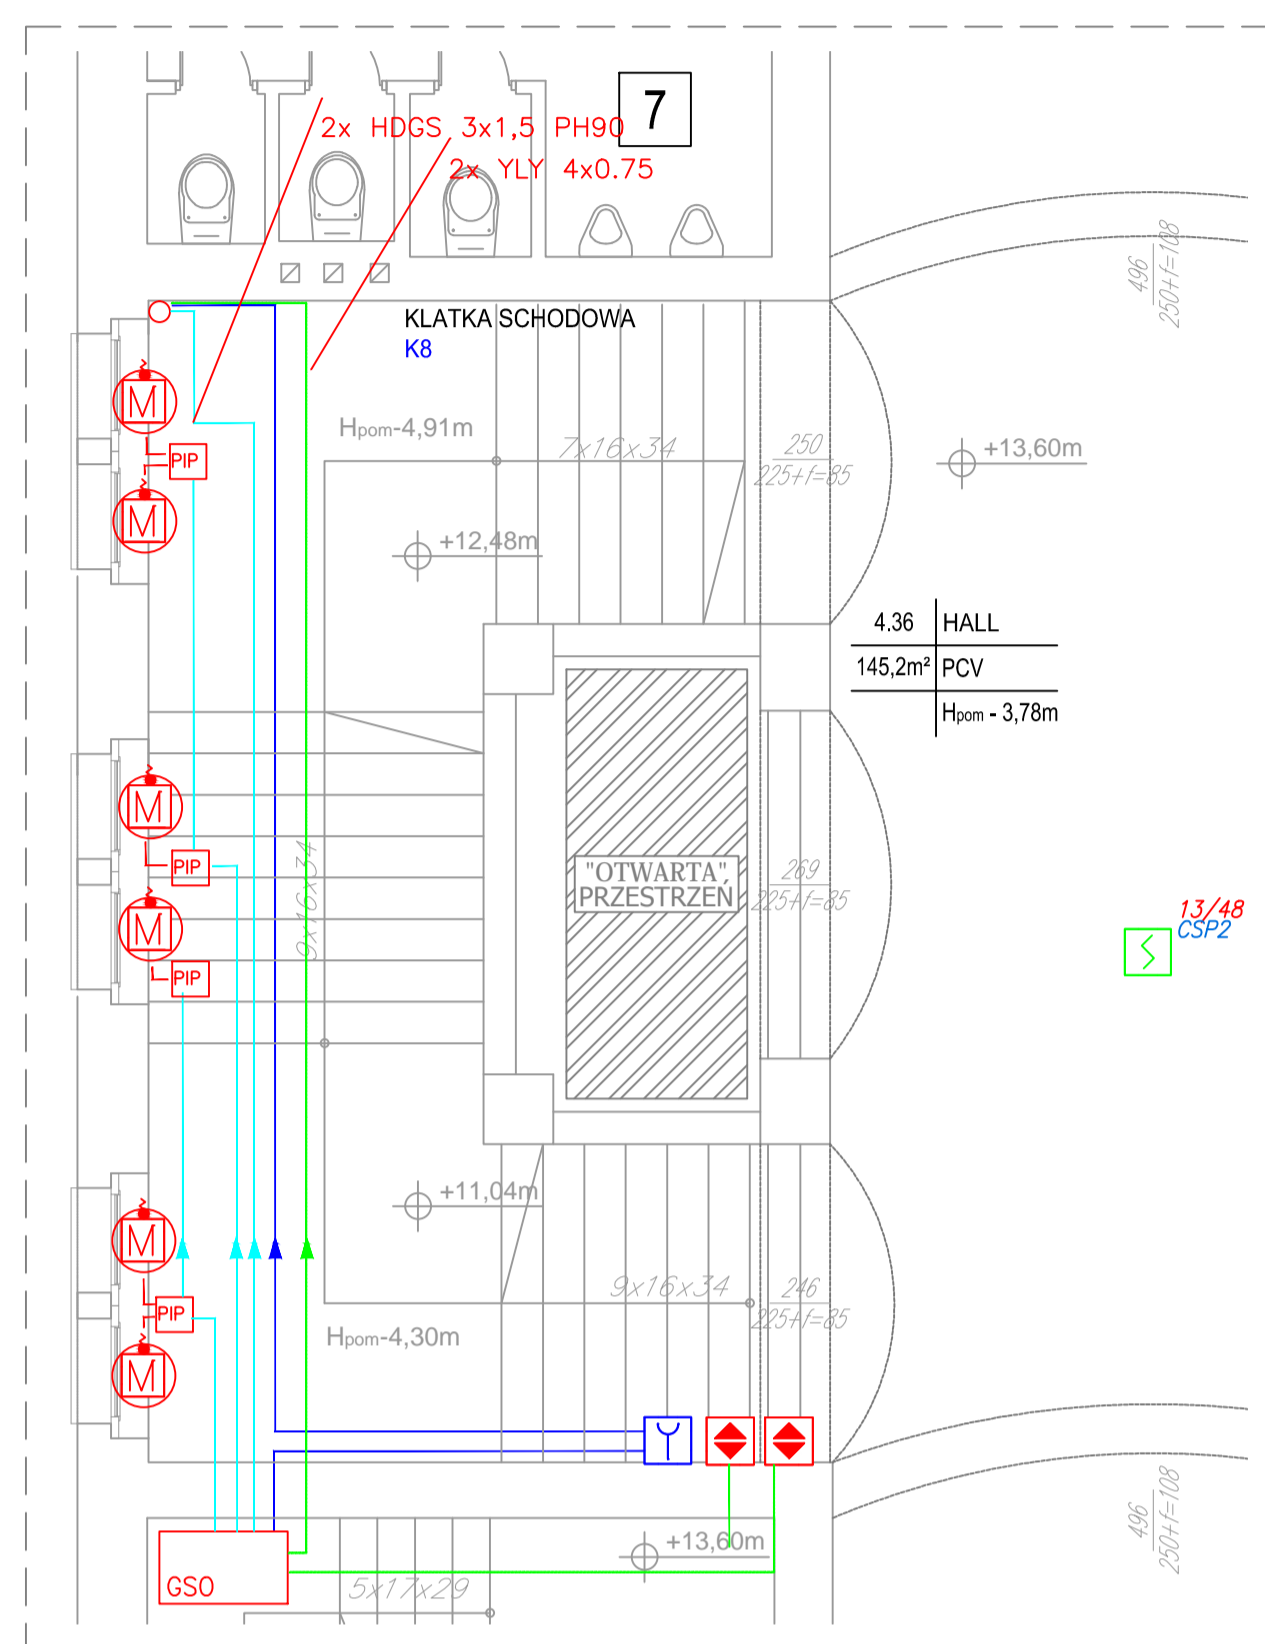 7
2x HDGS 3x1,5 PH90
2x YLY 4x0.75
496
250+f=108
KLATKA SCHODOWA
K8
Hpom-4,91m
7x16x34
250
225+f=85
+13,60m
M
PIP
M
+12,48m
4.36 HALL
145,2m² PCV
Hpom - 3,78m
M
PIP
9x16x34
"OTWARTA",
PRZESTRZEŃ
269
225+f=85
M
PIP
13/48
CSP2
+11,04m
M
PIP
9x16x34
246
225+f=85
Hpom-4,30m
M
496
250+f=108
+13,60m
GSO
5x17x29